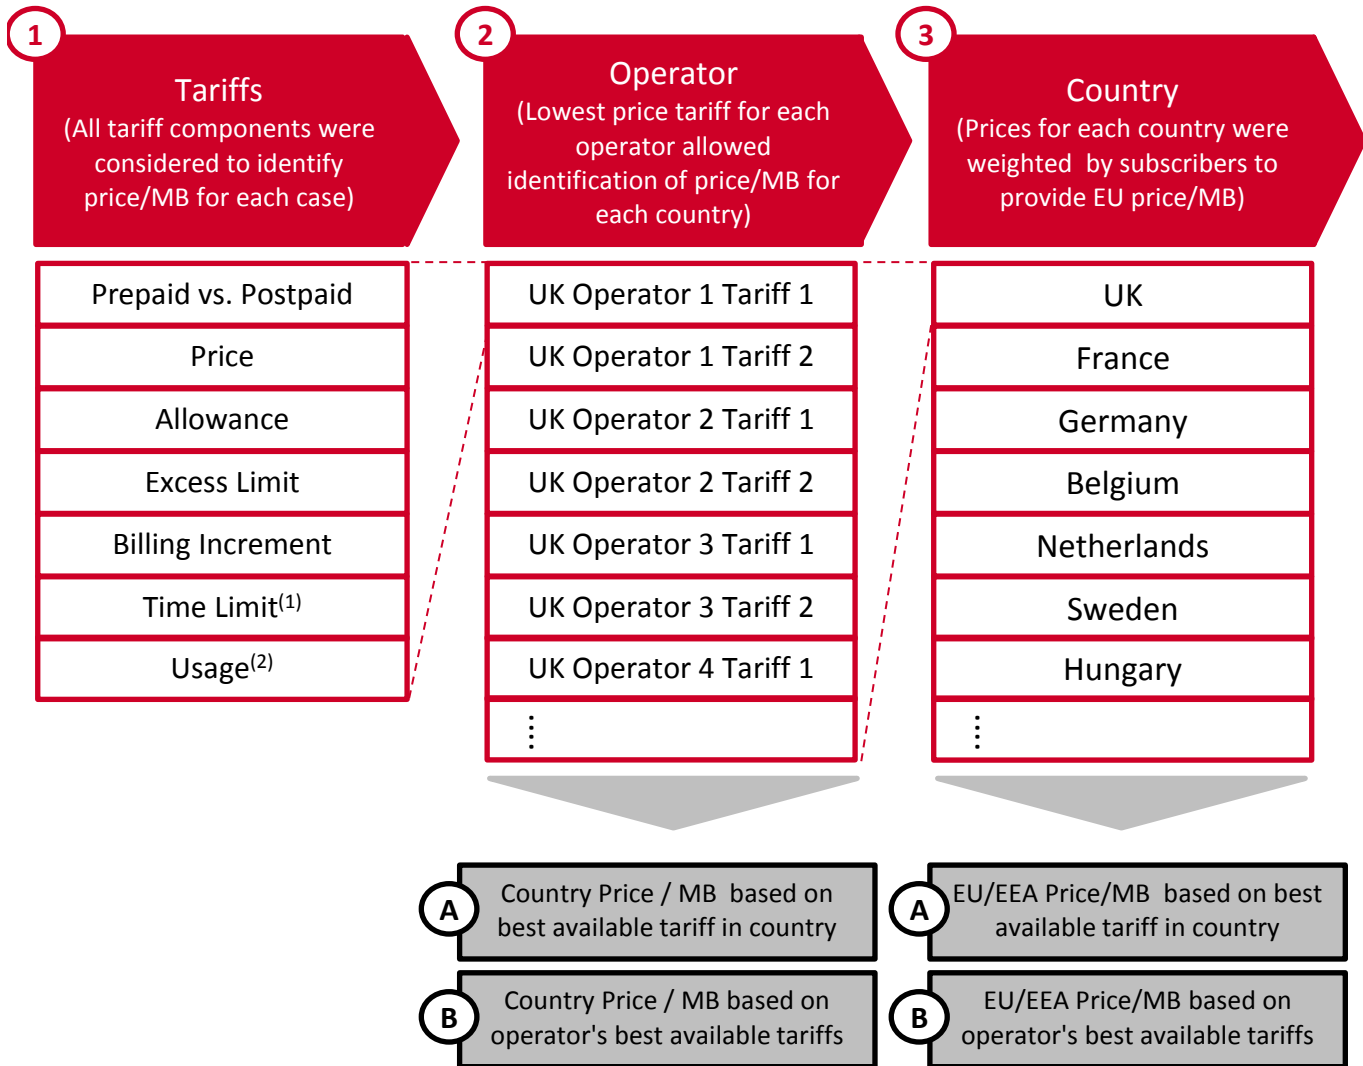 1
Tariffs
(All tariff components were
considered to identify
price/MB for each case)
2
Operator
(Lowest price tariff for each
operator allowed
identification of price/MB for
each country)
3
Country
(Prices for each country were
weighted by subscribers to
provide EU price/MB)
Prepaid vs. Postpaid
Price
Allowance
Excess Limit
Billing Increment
Time Limit(1)
Usage(2)
UK Operator 1 Tariff 1
UK Operator 1 Tariff 2
UK Operator 2 Tariff 1
UK Operator 2 Tariff 2
UK Operator 3 Tariff 1
UK Operator 3 Tariff 2
UK Operator 4 Tariff 1
⋮
UK
France
Germany
Belgium
Netherlands
Sweden
Hungary
⋮
A
Country Price / MB based on
best available tariff in country
B
Country Price / MB based on
operator's best available tariffs
A
EU/EEA Price/MB based on best
available tariff in country
B
EU/EEA Price/MB based on
operator's best available tariffs